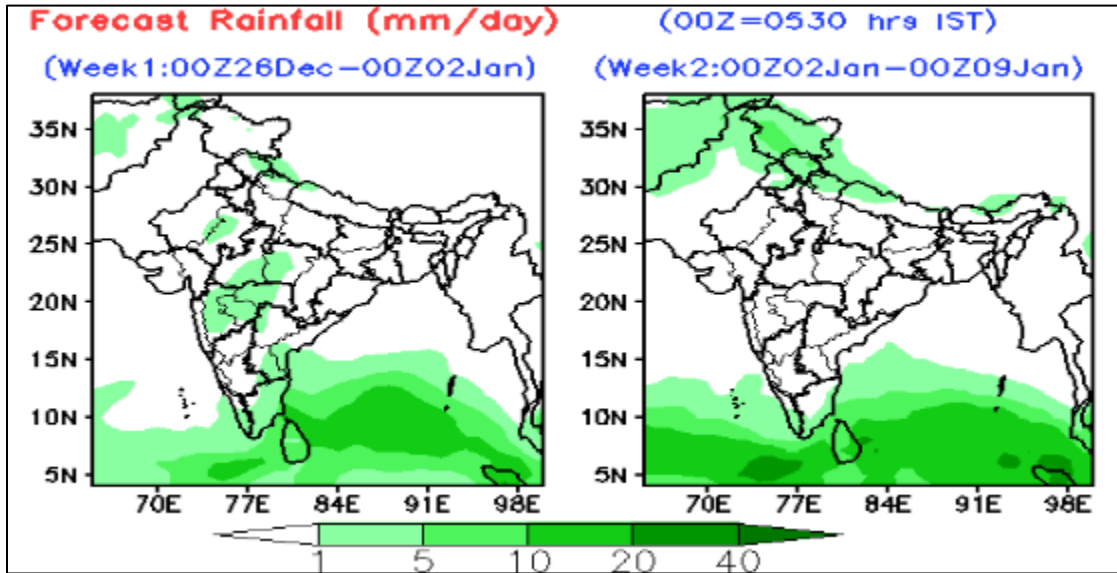 Forecast Rainfall (mm/day)
(00Z=0530 hrs IST)
(Week1:00Z26Dec–00Z02Jan)
(Week2:00Z02Jan–00Z09Jan)
35N
30N
25N
20N
15N
10N
5N
70E 77E 84E 91E 98E
35N
30N
25N
20N
15N
10N
5N
70E 77E 84E 91E 98E
1 5 10 20 40